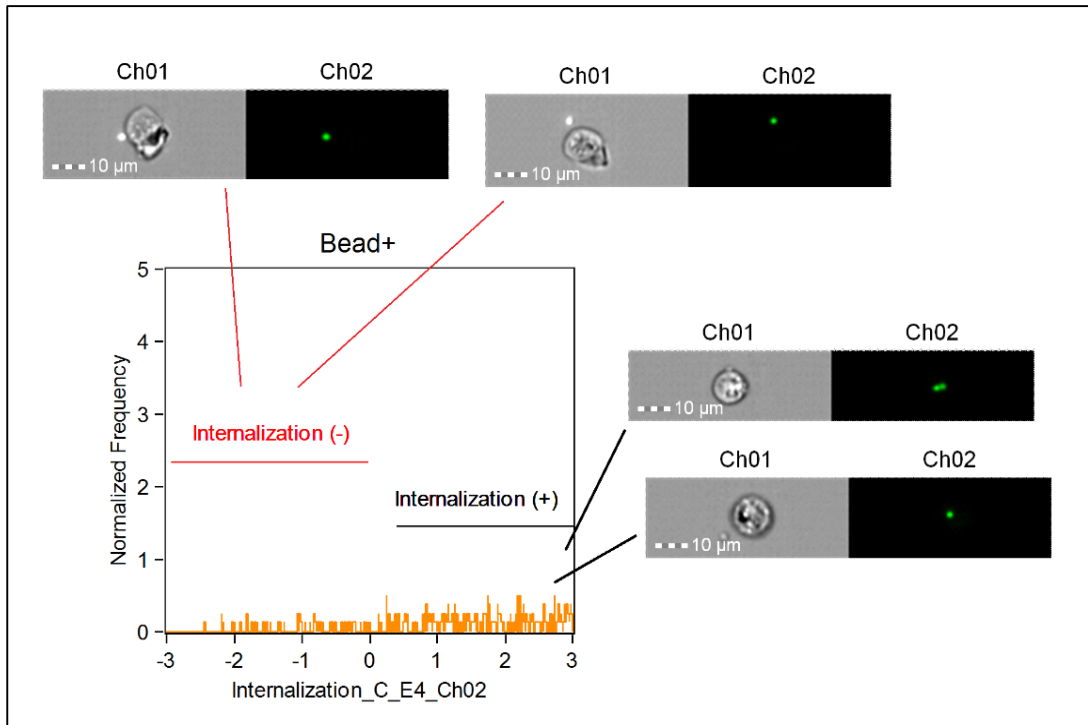 Ch01 Ch02
10 µm
Ch01 Ch02
10 µm
Bead+
Normalized Frequency
5
4
3
2
1
0
Internalization (-)
Internalization (+)
-3 -2 -1 0 1 2 3
Internalization_C_E4_Ch02
Ch01 Ch02
10 µm
Ch01 Ch02
10 µm